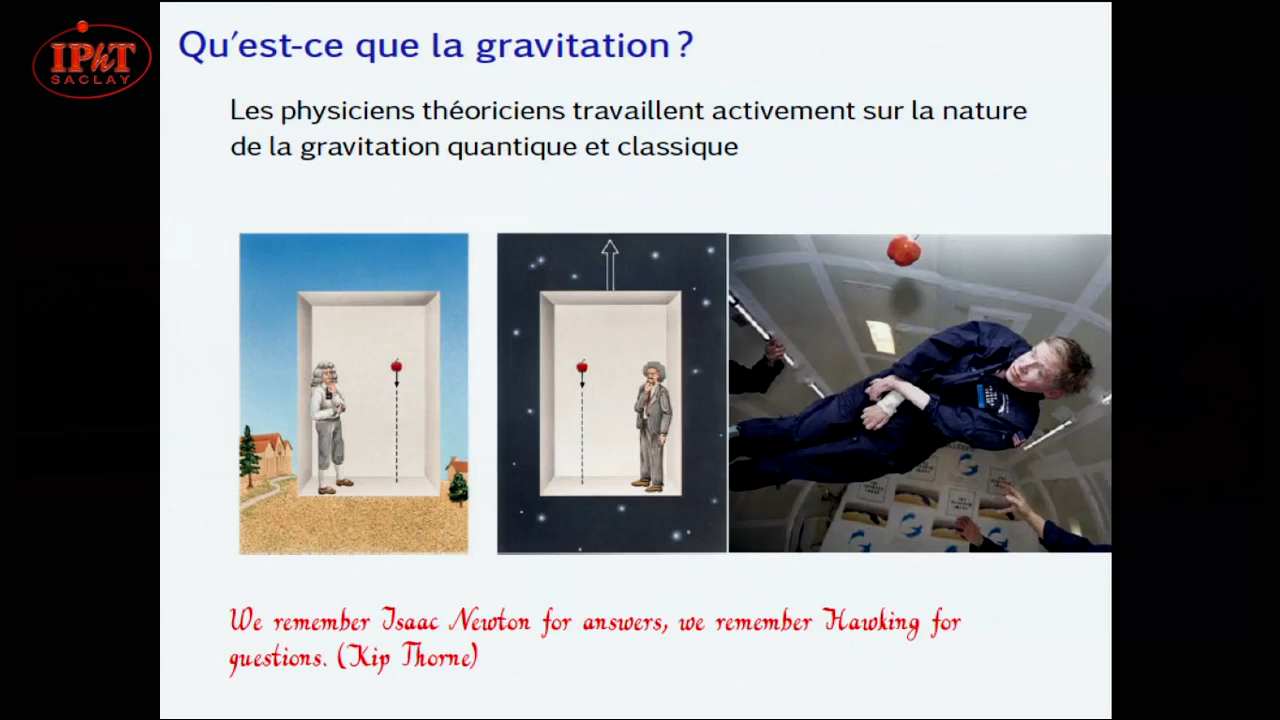 IPhT
SACLAY
Qu'est-ce que la gravitation ?
Les physiciens théoriciens travaillent activement sur la nature
de la gravitation quantique et classique
We remember Isaac Newton for answers, we remember Hawking for
questions. (Kip Thorne)